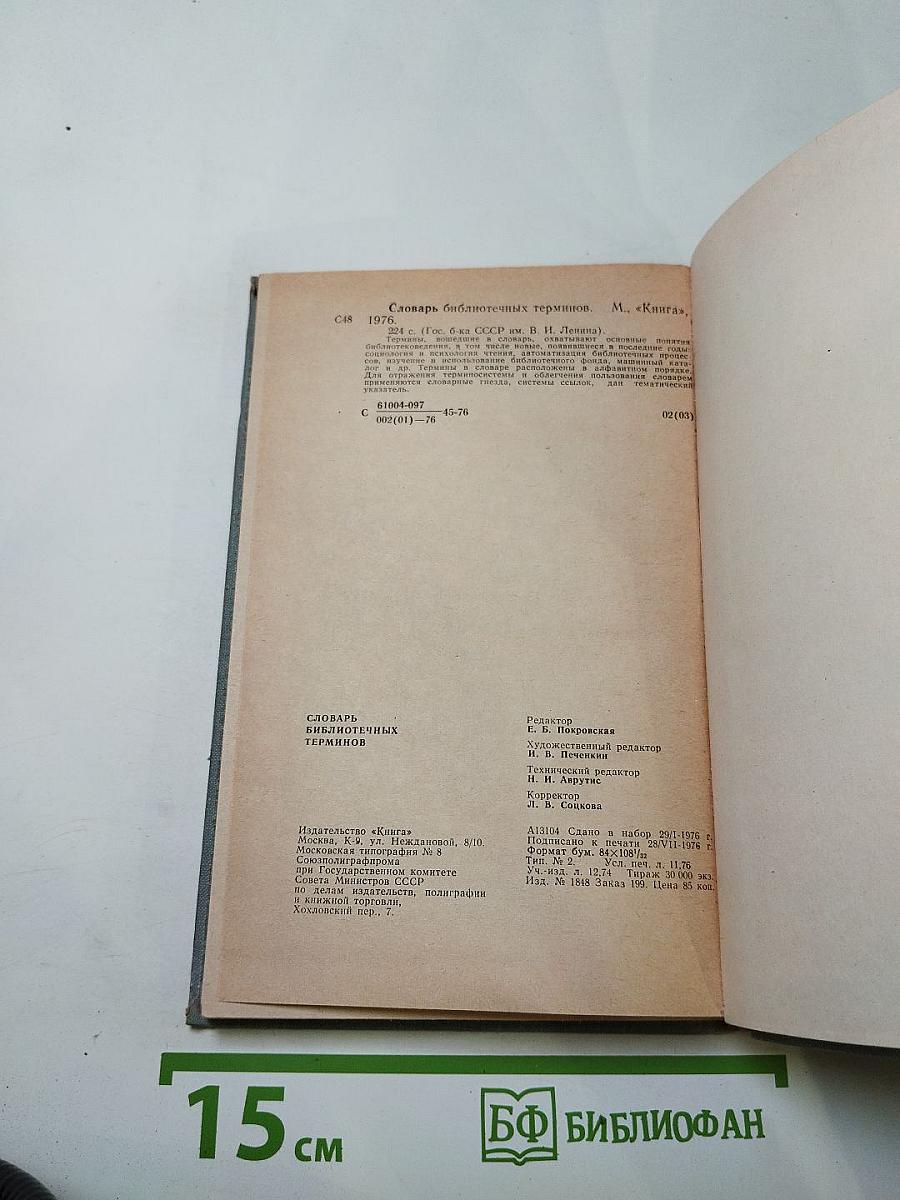 Словарь библиотечных терминов. М., «Книга»,
С48 1976.
224 с. (Гос. б-ка СССР им. В. И. Ленина).
Термины, вошедшие в словарь, охватывают основные понятия
библиотековедения, в том числе новые, появившиеся в последние годы:
социология и психология чтения, автоматизация библиотечных процес-
сов, изучение и использование библиотечного фонда, машинный ката-
лог и др. Термины в словаре расположены в алфавитном порядке.
Для отражения терминосистемы и облегчения пользования словарем
применяются словарные гнезда, системы ссылок, дан тематический
указатель.
С 61004-097
002(01)—76
45-76 02(03)
СЛОВАРЬ
БИБЛИОТЕЧНЫХ
ТЕРМИНОВ
Редактор
Е. Б. Покровская
Художественный редактор
И. В. Печенкин
Технический редактор
Н. И. Аврутис
Корректор
Л. В. Соцкова
Издательство «Книга»
Москва, К-9, ул. Неждановой, 8/10.
Московская типография № 8
Союзполиграфпрома
при Государственном комитете
Совета Министров СССР
по делам издательств, полиграфии
и книжной торговли,
Хохловский пер., 7.
А13104 Сдано в набор 29/I-1976 г.
Подписано к печати 28/VII-1976 г.
Формат бум. 84×108¹/₃₂
Тип. № 2. Усл. печ. л. 11,76
Уч.-изд. л. 12,74 Тираж 30 000 экз.
Изд. № 1848 Заказ 199. Цена 85 коп.
15 см
БФ БИБЛИОФАН